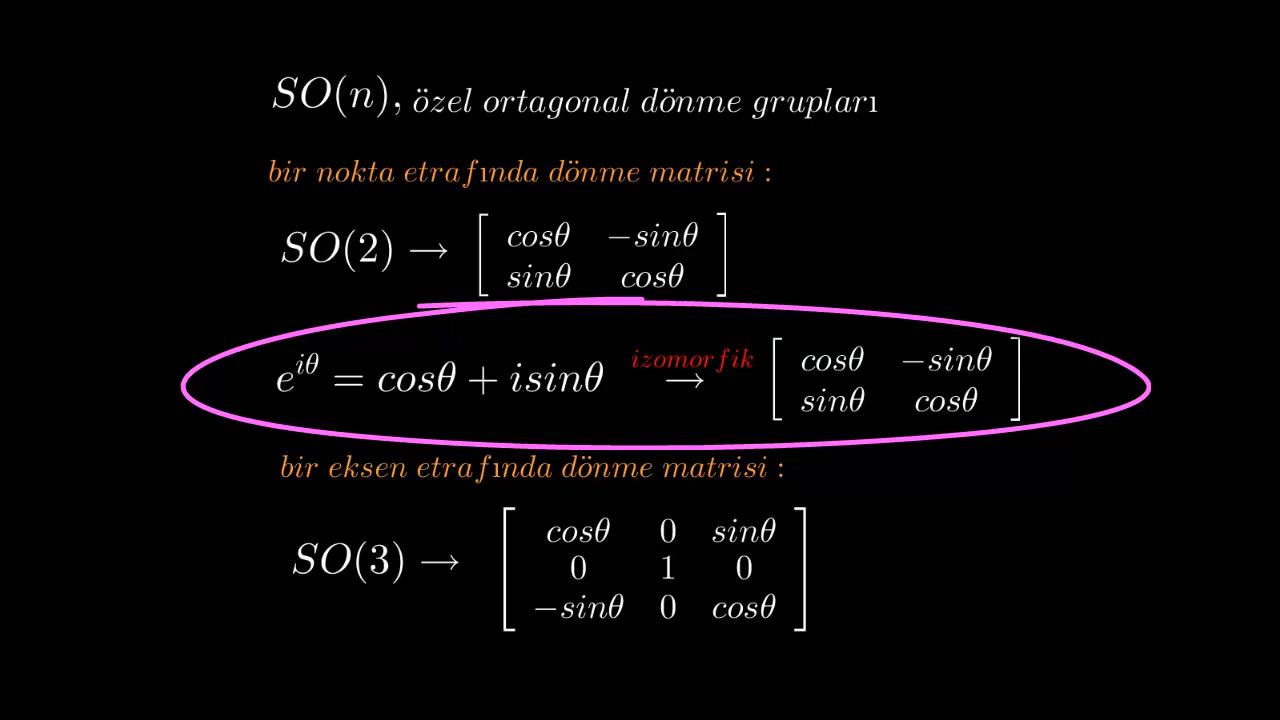 SO(n), özel ortagonal dönme grupları
bir nokta etrafında dönme matrisi :
SO(2) → [ cosθ −sinθ
sinθ cosθ ]
e^{iθ} = cosθ + isinθ izomorfik → [ cosθ −sinθ
sinθ cosθ ]
bir eksen etrafında dönme matrisi :
SO(3) → [ cosθ 0 sinθ
0 1 0
−sinθ 0 cosθ ]